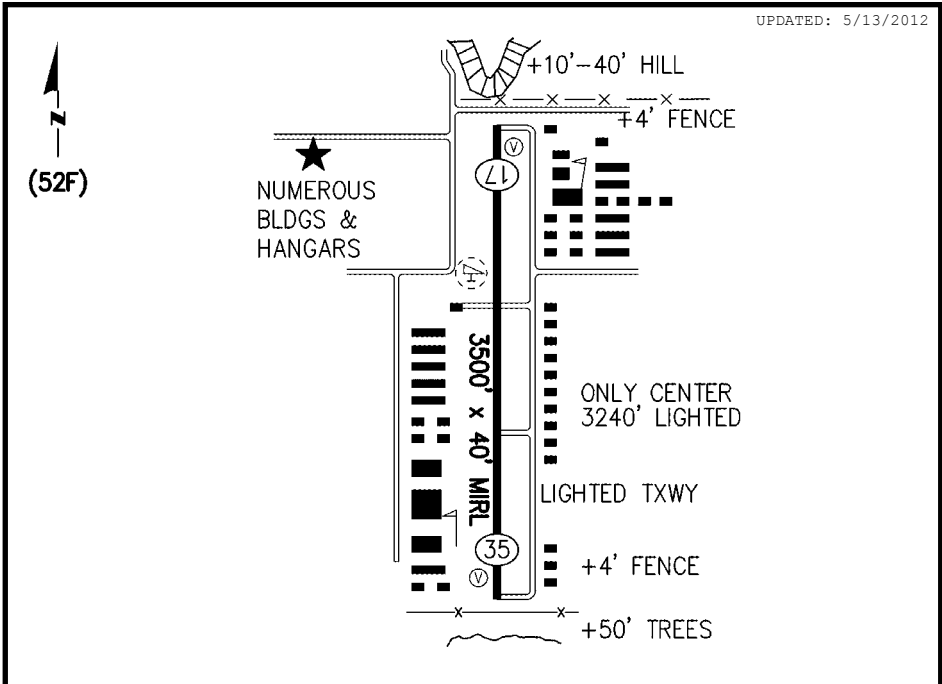 UPDATED: 5/13/2012
+10'-40' HILL
+4' FENCE
N
(52F)
NUMEROUS
BLDGS &
HANGARS
V
17
3500' x 40' MIRL
ONLY CENTER
3240' LIGHTED
LIGHTED TXWY
35
V
+4' FENCE
+50' TREES